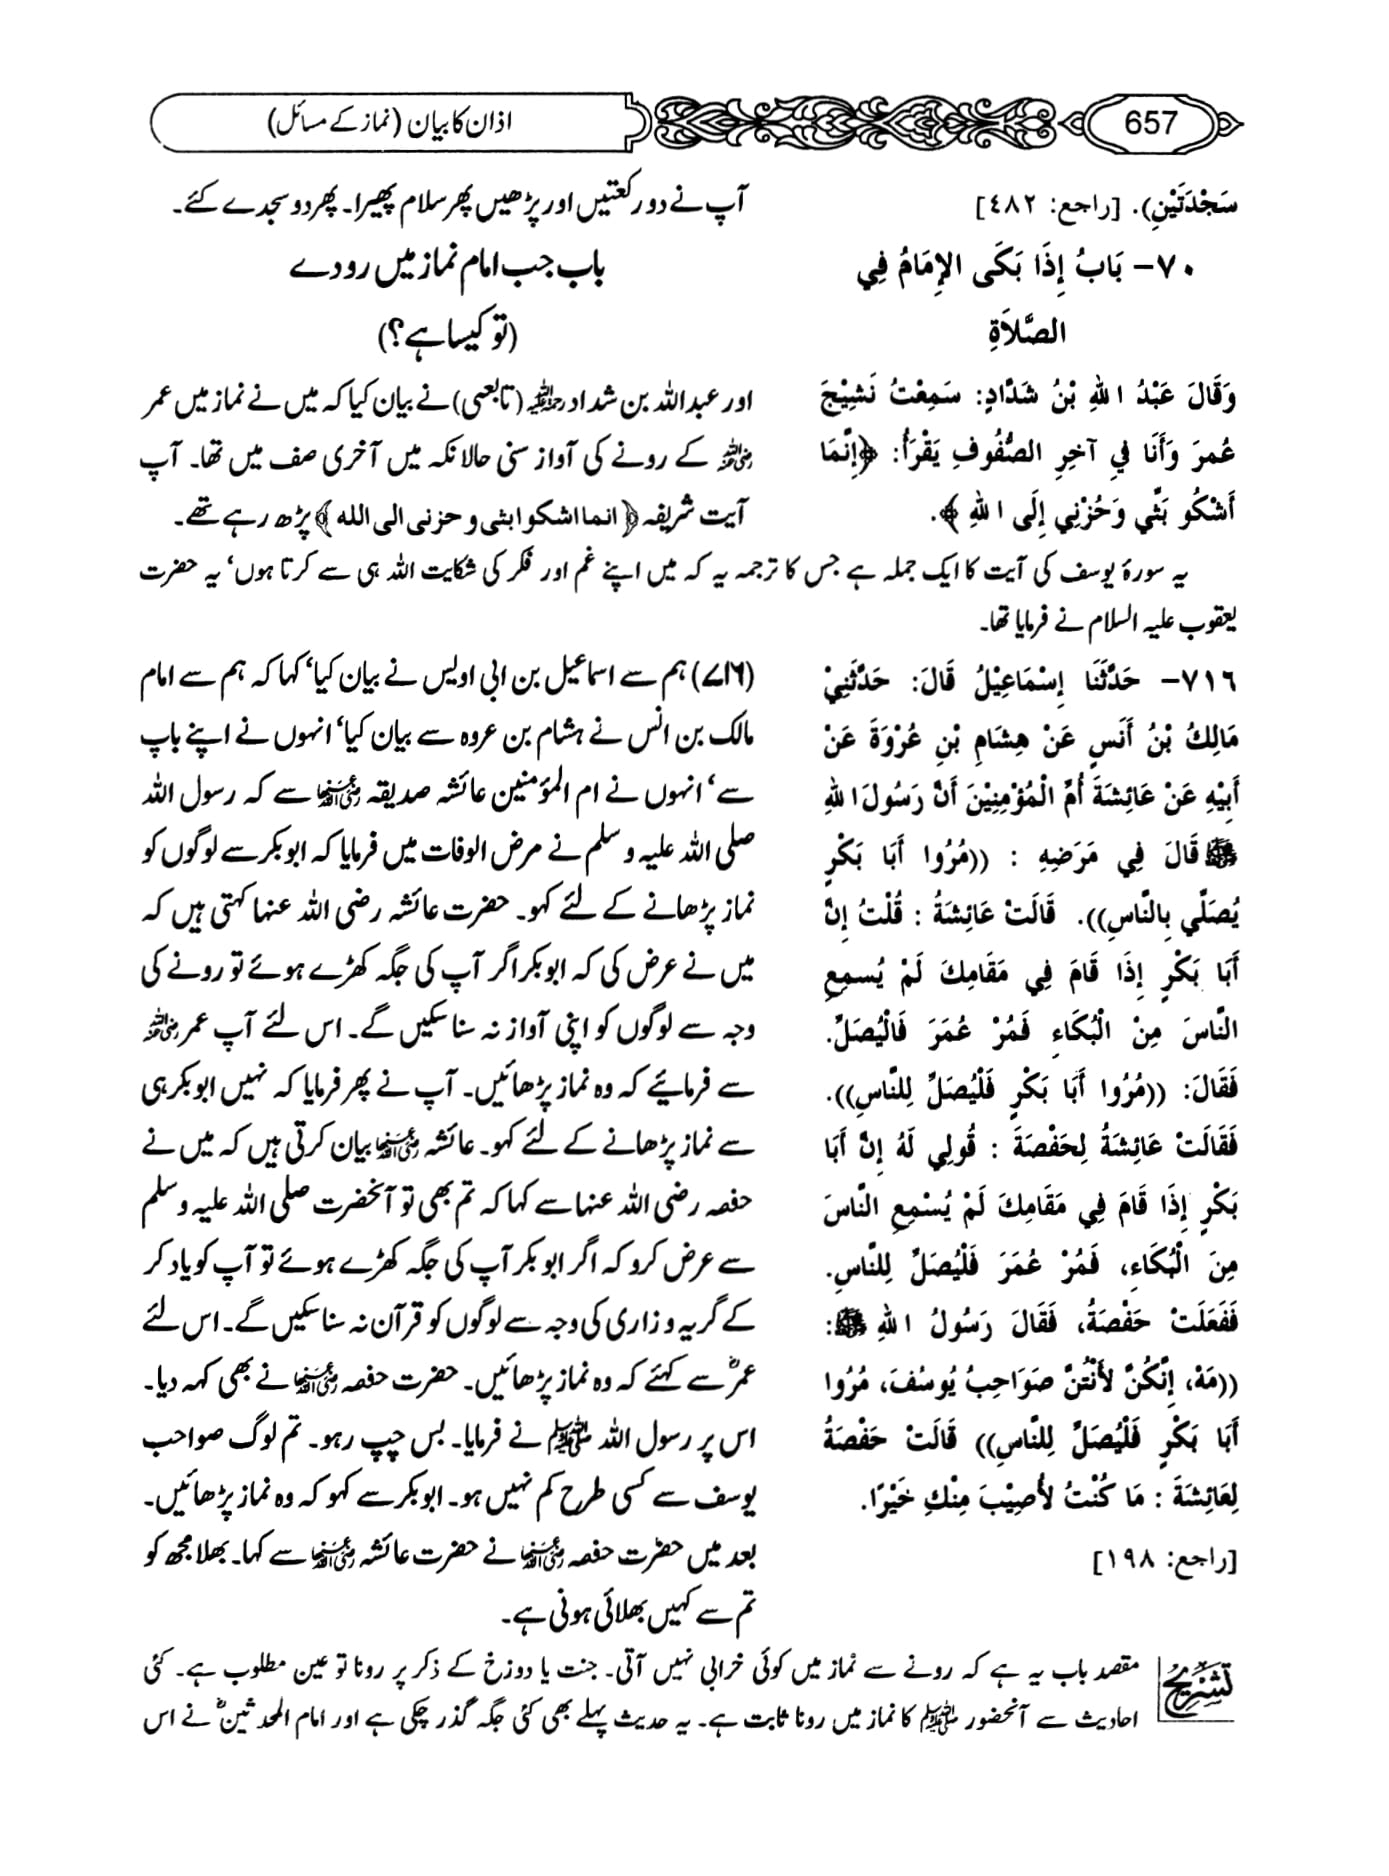 657
اذان کا بیان (نماز کے مسائل)
سَجْدَتَيْنِ). [راجع: ٤٨٢]
٧٠- بَابُ إِذَا بَكَى الإِمَامُ فِي
الصَّلاَةِ
وَقَالَ عَبْدُ اللهِ بْنُ شَدَّادٍ: سَمِعْتُ نَشِيْجَ
عُمَرَ وَأَنَا فِي آخِرِ الصُّفُوفِ يَقْرَأُ: ﴿إِنَّمَا
أَشْكُو بَثِّي وَحُزْنِي إِلَى اللهِ﴾.
آپ نے دو رکعتیں اور پڑھیں پھر سلام پھیرا۔ پھر دو سجدے کئے۔
باب جب امام نماز میں رو دے
(تو کیسا ہے؟)
اور عبداللہ بن شداد رحمۃ اللہ علیہ (تابعی) نے بیان کیا کہ میں نے نماز میں عمر
رضی اللہ عنہ کے رونے کی آواز سنی حالانکہ میں آخری صف میں تھا۔ آپ
آیت شریفہ ﴿انما اشکوا بثی و حزنی الی الله﴾ پڑھ رہے تھے۔
یہ سورۂ یوسف کی آیت کا ایک جملہ ہے جس کا ترجمہ یہ کہ میں اپنے غم اور فکر کی شکایت اللہ ہی سے کرتا ہوں‘ یہ حضرت
یعقوب علیہ السلام نے فرمایا تھا۔
٧١٦- حَدَّثَنَا إِسْمَاعِيْلُ قَالَ: حَدَّثَنِيْ
مَالِكُ بْنُ أَنَسٍ عَنْ هِشَامِ بْنِ عُرْوَةَ عَنْ
أَبِيْهِ عَنْ عَائِشَةَ أُمِّ الْمُؤْمِنِيْنَ أَنَّ رَسُولَ اللهِ
ﷺ قَالَ فِي مَرَضِهِ : ((مُرُوا أَبَا بَكْرٍ
يُصَلِّي بِالنَّاسِ)). قَالَتْ عَائِشَةُ : قُلْتُ إِنَّ
أَبَا بَكْرٍ إِذَا قَامَ فِي مَقَامِكَ لَمْ يُسمِعِ
النَّاسَ مِنْ الْبُكَاءِ فَمُرْ عُمَرَ فَالْيُصَلِّ.
فَقَالَ: ((مُرُوا أَبَا بَكْرٍ فَلْيُصَلِّ لِلنَّاسِ)).
فَقَالَتْ عَائِشَةُ لِحَفْصَةَ : قُولِي لَهُ إِنَّ أَبَا
بَكْرٍ إِذَا قَامَ فِي مَقَامِكَ لَمْ يُسْمِعِ النَّاسَ
مِنَ الْبُكَاءِ، فَمُرْ عُمَرَ فَلْيُصَلِّ لِلنَّاسِ.
فَفَعَلَتْ حَفْصَةُ، فَقَالَ رَسُولُ اللهِ ﷺ:
((مَهْ، إِنَّكُنَّ لأَنْتُنَّ صَوَاحِبُ يُوسُفَ، مُرُوا
أَبَا بَكْرٍ فَلْيُصَلِّ لِلنَّاسِ)) قَالَتْ حَفْصَةُ
لِعَائِشَةَ : مَا كُنْتُ لأُصِيْبَ مِنْكِ خَيْرًا.
[راجع: ١٩٨]
(۷۱۶) ہم سے اسماعیل بن ابی اویس نے بیان کیا‘ کہا کہ ہم سے امام
مالک بن انس نے ہشام بن عروہ سے بیان کیا‘ انہوں نے اپنے باپ
سے‘ انہوں نے ام المؤمنین عائشہ صدیقہ رضی اللہ عنہا سے کہ رسول اللہ
صلی اللہ علیہ و سلم نے مرض الوفات میں فرمایا کہ ابوبکر سے لوگوں کو
نماز پڑھانے کے لئے کہو۔ حضرت عائشہ رضی اللہ عنہا کہتی ہیں کہ
میں نے عرض کی کہ ابوبکر اگر آپ کی جگہ کھڑے ہوئے تو رونے کی
وجہ سے لوگوں کو اپنی آواز نہ سنا سکیں گے۔ اس لئے آپ عمر رضی اللہ عنہ
سے فرمایئے کہ وہ نماز پڑھائیں۔ آپ نے پھر فرمایا کہ نہیں ابوبکر ہی
سے نماز پڑھانے کے لئے کہو۔ عائشہ رضی اللہ عنہا بیان کرتی ہیں کہ میں نے
حفصہ رضی اللہ عنہا سے کہا کہ تم بھی تو آنحضرت صلی اللہ علیہ و سلم
سے عرض کرو کہ اگر ابوبکر آپ کی جگہ کھڑے ہوئے تو آپ کو یاد کر
کے گریہ و زاری کی وجہ سے لوگوں کو قرآن نہ سنا سکیں گے۔ اس لئے
عمرؓ سے کہئے کہ وہ نماز پڑھائیں۔ حضرت حفصہ رضی اللہ عنہا نے بھی کہہ دیا۔
اس پر رسول اللہ ﷺ نے فرمایا۔ بس چپ رہو۔ تم لوگ صواحب
یوسف سے کسی طرح کم نہیں ہو۔ ابوبکر سے کہو کہ وہ نماز پڑھائیں۔
بعد میں حضرت حفصہ رضی اللہ عنہا نے حضرت عائشہ رضی اللہ عنہا سے کہا۔ بھلا مجھ کو
تم سے کہیں بھلائی ہونی ہے۔
تشریح
مقصد باب یہ ہے کہ رونے سے نماز میں کوئی خرابی نہیں آتی۔ جنت یا دوزخ کے ذکر پر رونا تو عین مطلوب ہے۔ کئی
احادیث سے آنحضور ﷺ کا نماز میں رونا ثابت ہے۔ یہ حدیث پہلے بھی کئی جگہ گذر چکی ہے اور امام المحدثینؒ نے اس